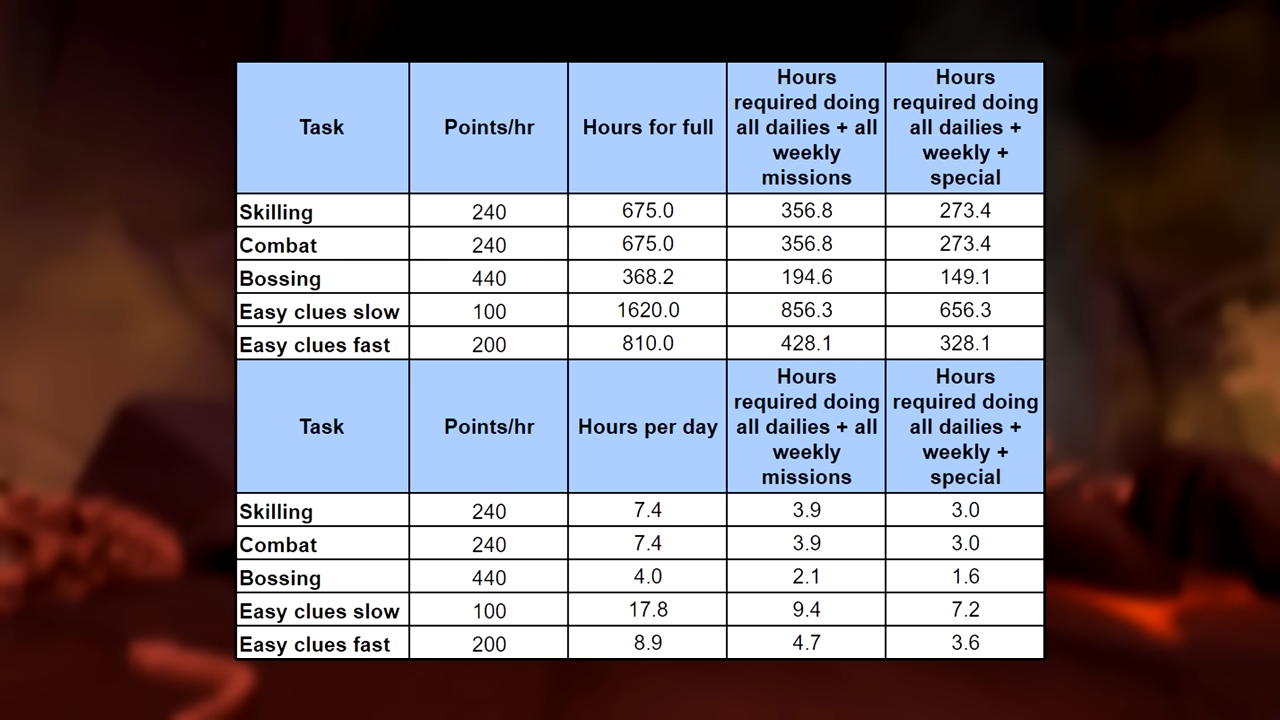 Task Points/hr Hours for full Hours required doing all dailies + all weekly missions Hours required doing all dailies + weekly + special
Skilling 240 675.0 356.8 273.4
Combat 240 675.0 356.8 273.4
Bossing 440 368.2 194.6 149.1
Easy clues slow 100 1620.0 856.3 656.3
Easy clues fast 200 810.0 428.1 328.1
Task Points/hr Hours per day Hours required doing all dailies + all weekly missions Hours required doing all dailies + weekly + special
Skilling 240 7.4 3.9 3.0
Combat 240 7.4 3.9 3.0
Bossing 440 4.0 2.1 1.6
Easy clues slow 100 17.8 9.4 7.2
Easy clues fast 200 8.9 4.7 3.6